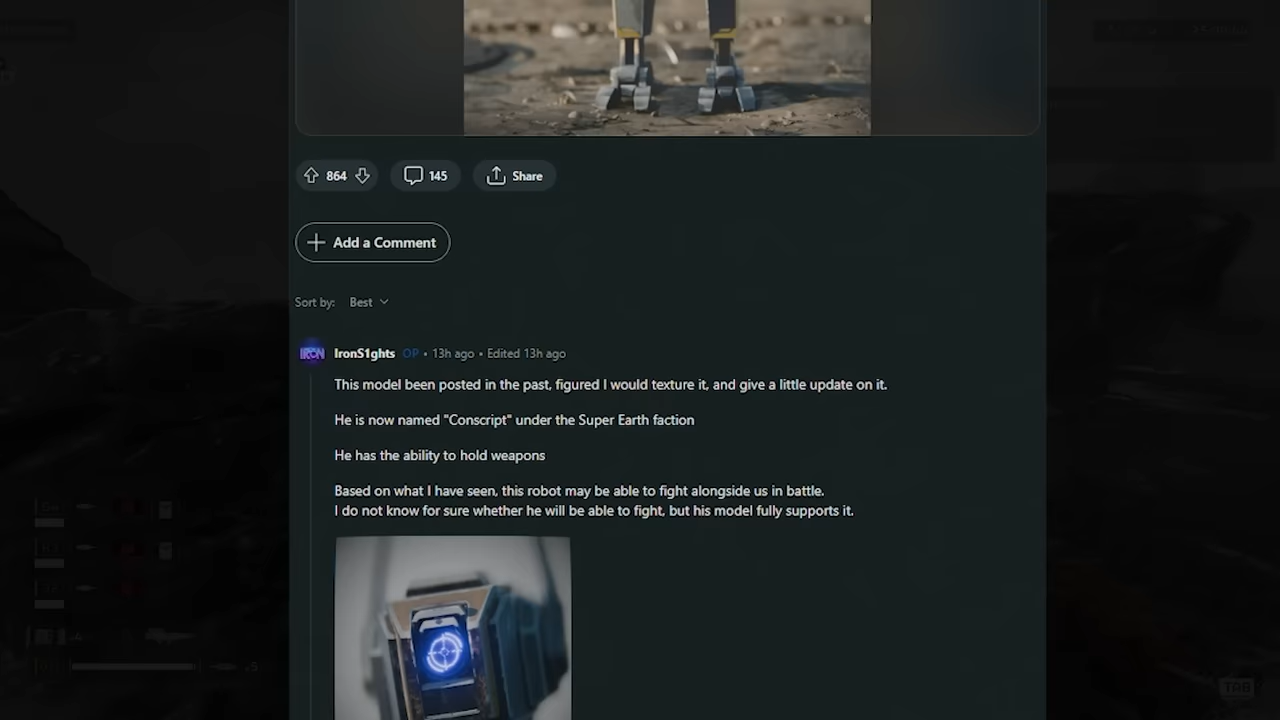 864
145
Share
Add a Comment
Sort by: Best
IRON
IronS1ghts OP • 13h ago • Edited 13h ago
This model been posted in the past, figured I would texture it, and give a little update on it.
He is now named "Conscript" under the Super Earth faction
He has the ability to hold weapons
Based on what I have seen, this robot may be able to fight alongside us in battle.
I do not know for sure whether he will be able to fight, but his model fully supports it.
TAB